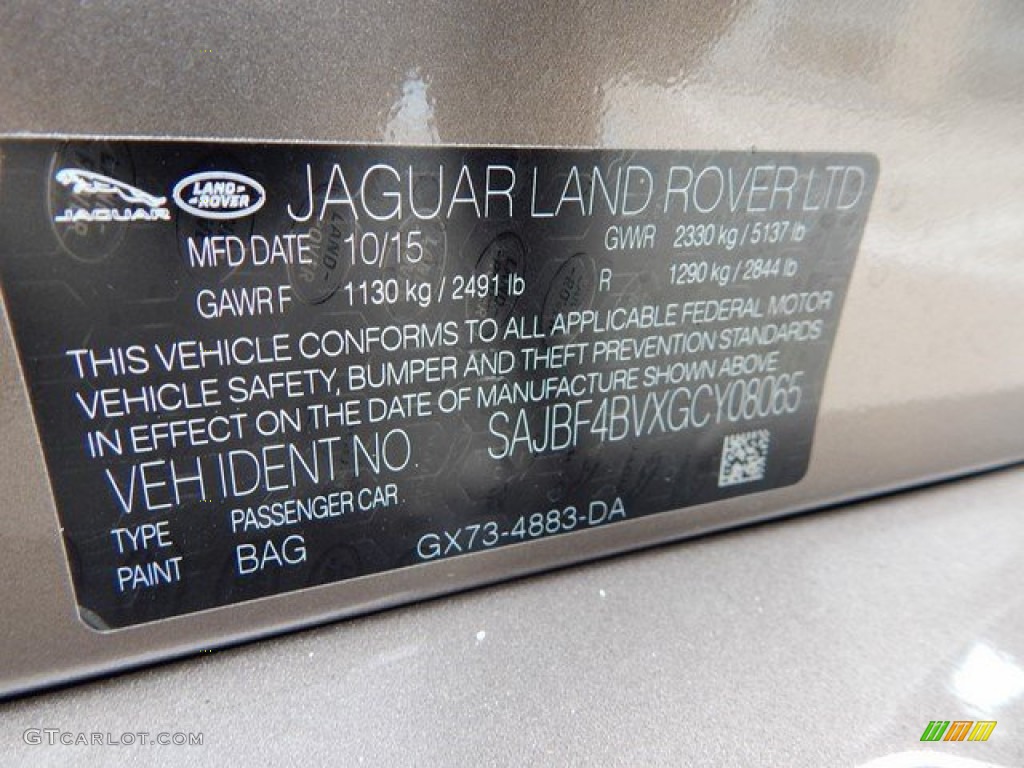 JAGUAR LAND-ROVER JAGUAR LAND ROVER LTD
MFD DATE 10/15 GVWR 2330 kg / 5137 lb
GAWR F 1130 kg / 2491 lb R 1290 kg / 2844 lb
THIS VEHICLE CONFORMS TO ALL APPLICABLE FEDERAL MOTOR
VEHICLE SAFETY, BUMPER AND THEFT PREVENTION STANDARDS
IN EFFECT ON THE DATE OF MANUFACTURE SHOWN ABOVE
VEH IDENT NO. SAJBF4BVXGCY08065
TYPE PASSENGER CAR
PAINT BAG GX73-4883-DA
GTCARLOT.COM